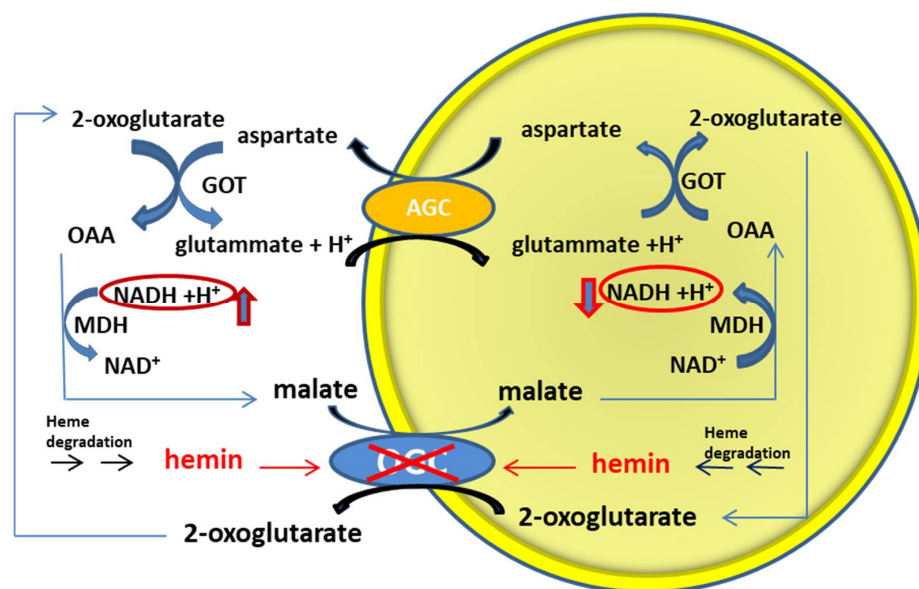 2-oxoglutarate
aspartate
GOT
OAA
glutammate + H⁺
NADH +H⁺
MDH
NAD⁺
AGC
aspartate
2-oxoglutarate
GOT
OAA
glutammate +H⁺
NADH +H⁺
MDH
NAD⁺
malate
malate
Heme
degradation
hemin
OGC
hemin
Heme
degradation
2-oxoglutarate
2-oxoglutarate